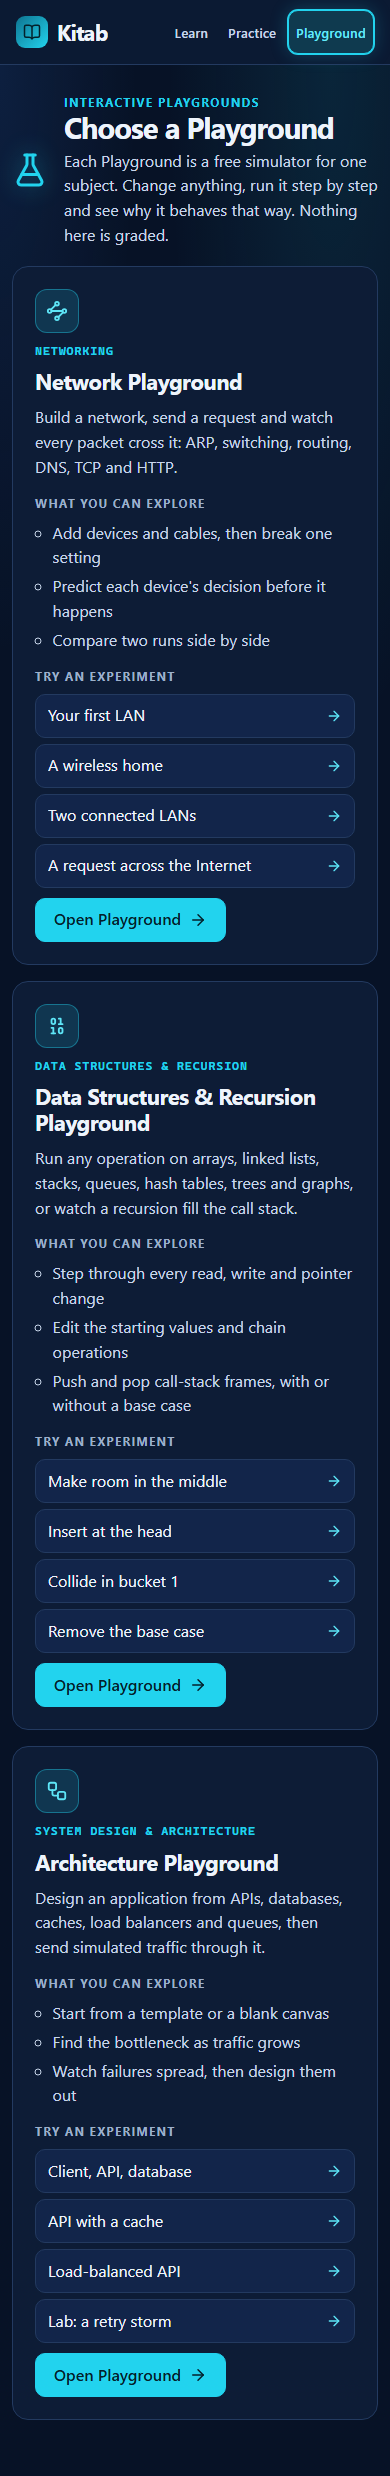 Kitab
Learn
Practice
Playground
INTERACTIVE PLAYGROUNDS
Choose a Playground
Each Playground is a free simulator for one
subject. Change anything, run it step by step
and see why it behaves that way. Nothing
here is graded.
NETWORKING
Network Playground
Build a network, send a request and watch
every packet cross it: ARP, switching, routing,
DNS, TCP and HTTP.
WHAT YOU CAN EXPLORE
Add devices and cables, then break one
setting
Predict each device's decision before it
happens
Compare two runs side by side
TRY AN EXPERIMENT
Your first LAN
A wireless home
Two connected LANs
A request across the Internet
Open Playground
01
10
DATA STRUCTURES & RECURSION
Data Structures & Recursion
Playground
Run any operation on arrays, linked lists,
stacks, queues, hash tables, trees and graphs,
or watch a recursion fill the call stack.
WHAT YOU CAN EXPLORE
Step through every read, write and pointer
change
Edit the starting values and chain
operations
Push and pop call-stack frames, with or
without a base case
TRY AN EXPERIMENT
Make room in the middle
Insert at the head
Collide in bucket 1
Remove the base case
Open Playground
SYSTEM DESIGN & ARCHITECTURE
Architecture Playground
Design an application from APIs, databases,
caches, load balancers and queues, then
send simulated traffic through it.
WHAT YOU CAN EXPLORE
Start from a template or a blank canvas
Find the bottleneck as traffic grows
Watch failures spread, then design them
out
TRY AN EXPERIMENT
Client, API, database
API with a cache
Load-balanced API
Lab: a retry storm
Open Playground